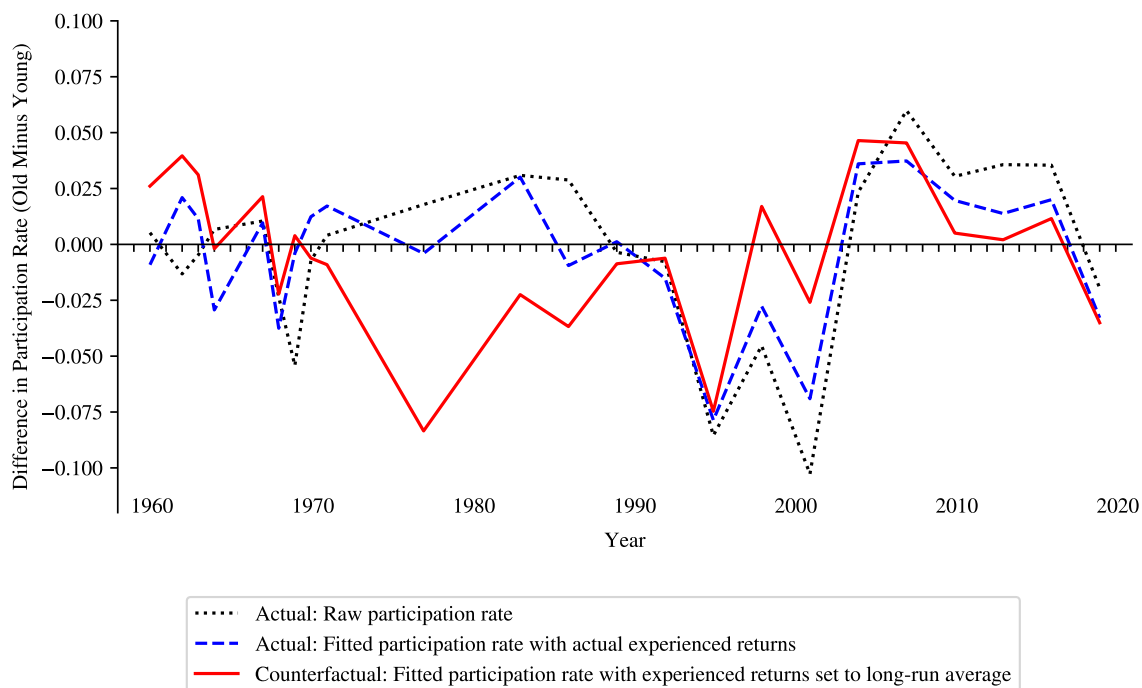 Difference in Participation Rate (Old Minus Young)
0.100
0.075
0.050
0.025
0.000
−0.025
−0.050
−0.075
−0.100
1960 1970 1980 1990 2000 2010 2020
Year
Actual: Raw participation rate
Actual: Fitted participation rate with actual experienced returns
Counterfactual: Fitted participation rate with experienced returns set to long-run average